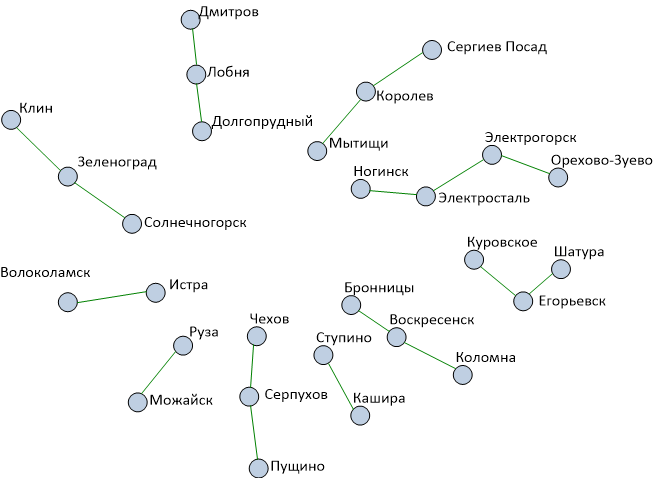 Дмитров
Сергиев Посад
Лобня
Королев
Клин
Долгопрудный
Мытищи
Электрогорск
Зеленоград
Ногинск
Орехово-Зуево
Электросталь
Солнечногорск
Куровское
Шатура
Волоколамск
Истра
Бронницы
Егорьевск
Чехов
Воскресенск
Руза
Ступино
Коломна
Можайск
Серпухов
Кашира
Пущино